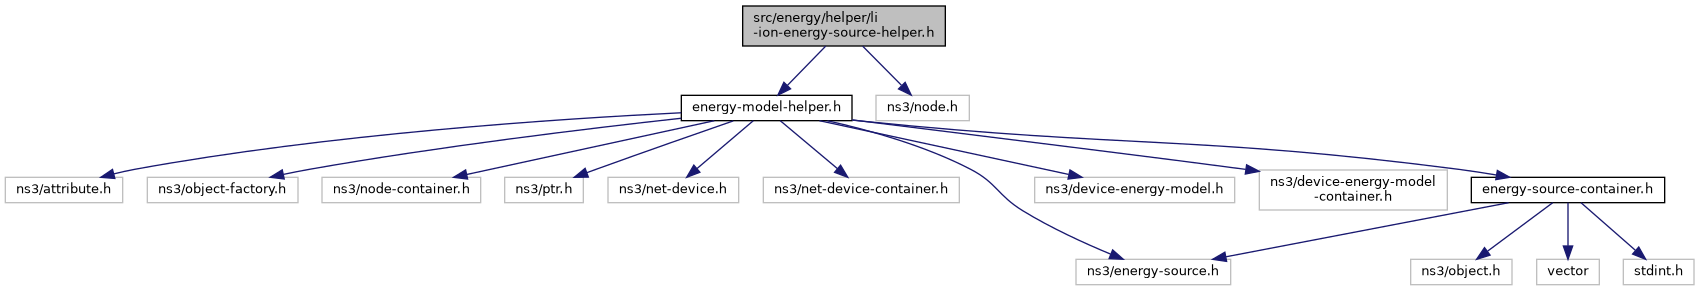 src/energy/helper/li
-ion-energy-source-helper.h
energy-model-helper.h
ns3/node.h
ns3/attribute.h
ns3/object-factory.h
ns3/node-container.h
ns3/ptr.h
ns3/net-device.h
ns3/net-device-container.h
ns3/device-energy-model.h
ns3/device-energy-model
-container.h
energy-source-container.h
ns3/energy-source.h
ns3/object.h
vector
stdint.h